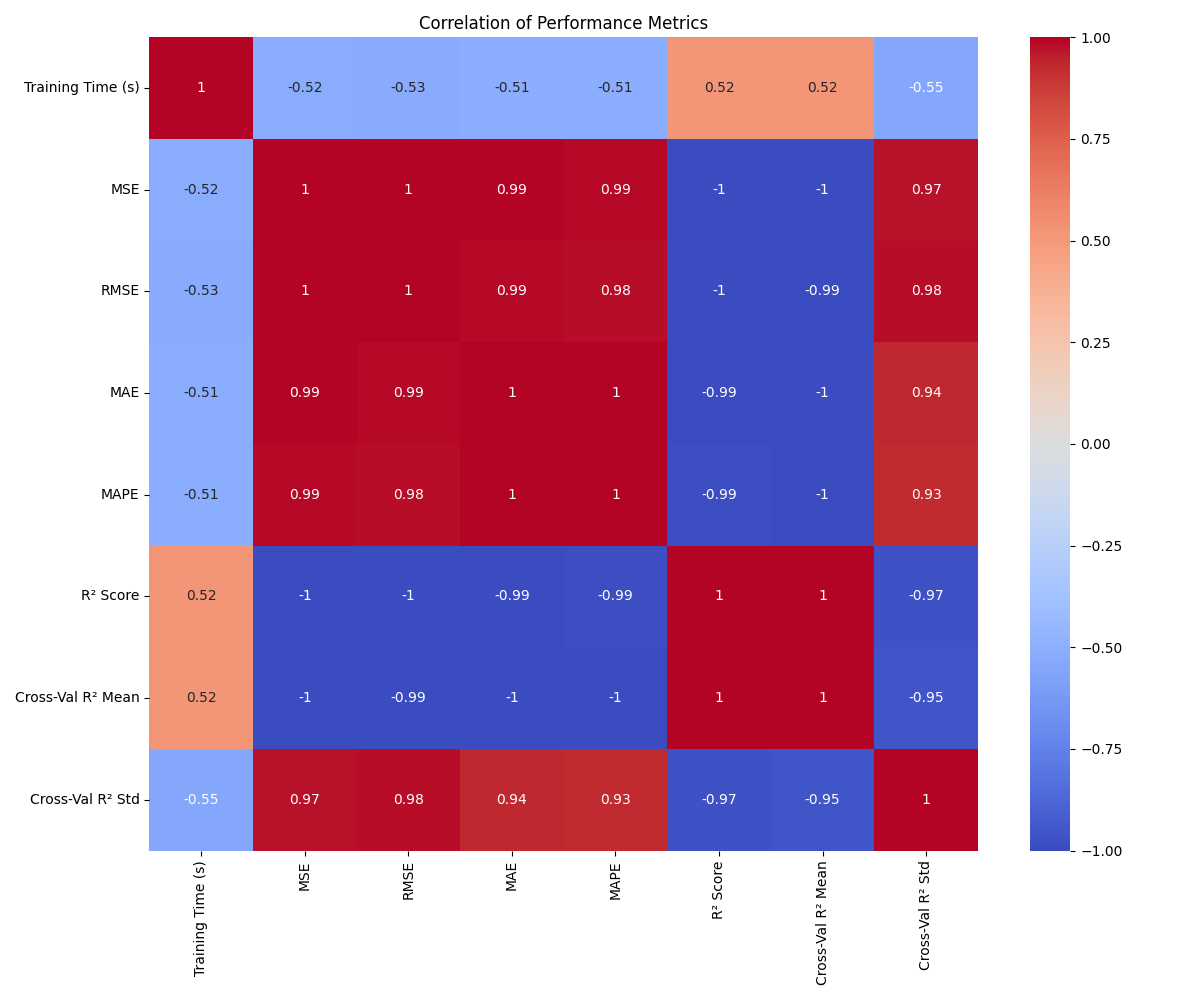 Correlation of Performance Metrics
Training Time (s) 1 -0.52 -0.53 -0.51 -0.51 0.52 0.52 -0.55
MSE -0.52 1 1 0.99 0.99 -1 -1 0.97
RMSE -0.53 1 1 0.99 0.98 -1 -0.99 0.98
MAE -0.51 0.99 0.99 1 1 -0.99 -1 0.94
MAPE -0.51 0.99 0.98 1 1 -0.99 -1 0.93
R² Score 0.52 -1 -1 -0.99 -0.99 1 1 -0.97
Cross-Val R² Mean 0.52 -1 -0.99 -1 -1 1 1 -0.95
Cross-Val R² Std -0.55 0.97 0.98 0.94 0.93 -0.97 -0.95 1
Training Time (s)
MSE
RMSE
MAE
MAPE
R² Score
Cross-Val R² Mean
Cross-Val R² Std
1.00
0.75
0.50
0.25
0.00
−0.25
−0.50
−0.75
−1.00